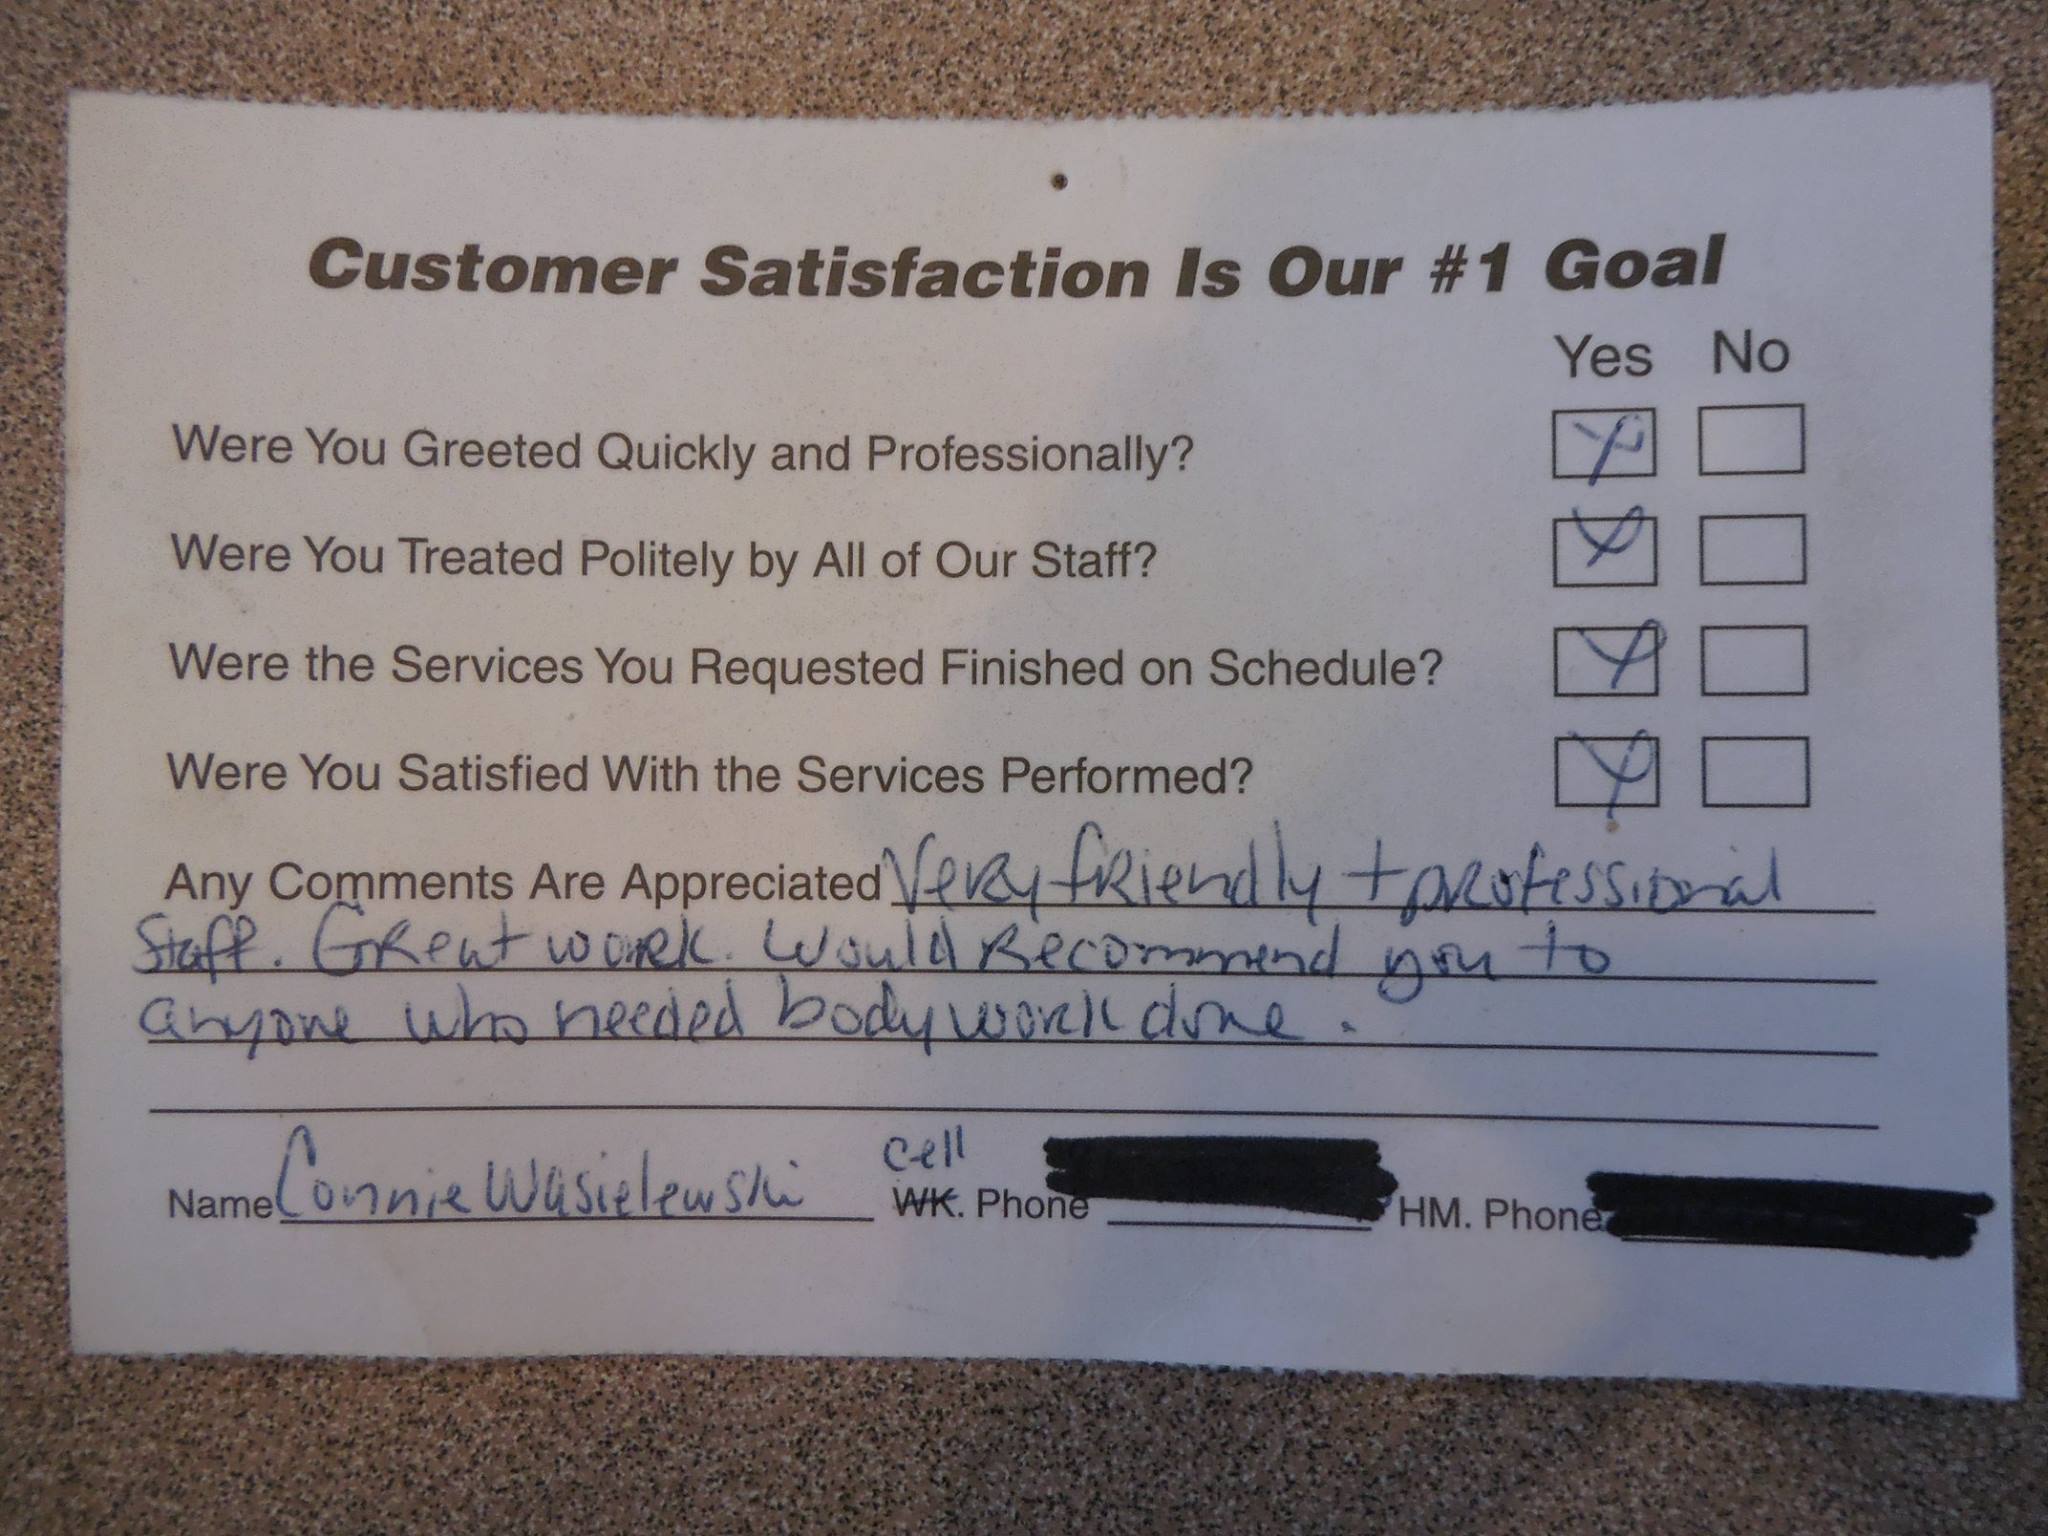 Customer Satisfaction Is Our #1 Goal
Yes No
Were You Greeted Quickly and Professionally?
Were You Treated Politely by All of Our Staff?
Were the Services You Requested Finished on Schedule?
Were You Satisfied With the Services Performed?
Any Comments Are Appreciated Very friendly + professional
Staff. Great work. Would Recommend you to
anyone who needed body work done.
cell
Name Connie Wasielewski WK. Phone HM. Phone